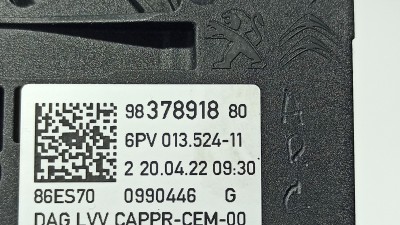 98 378918 80
6PV 013.524-11
2 20.04.22 09:30
86ES70 0990446 G
DAG LVV CAPPR-CEM-00